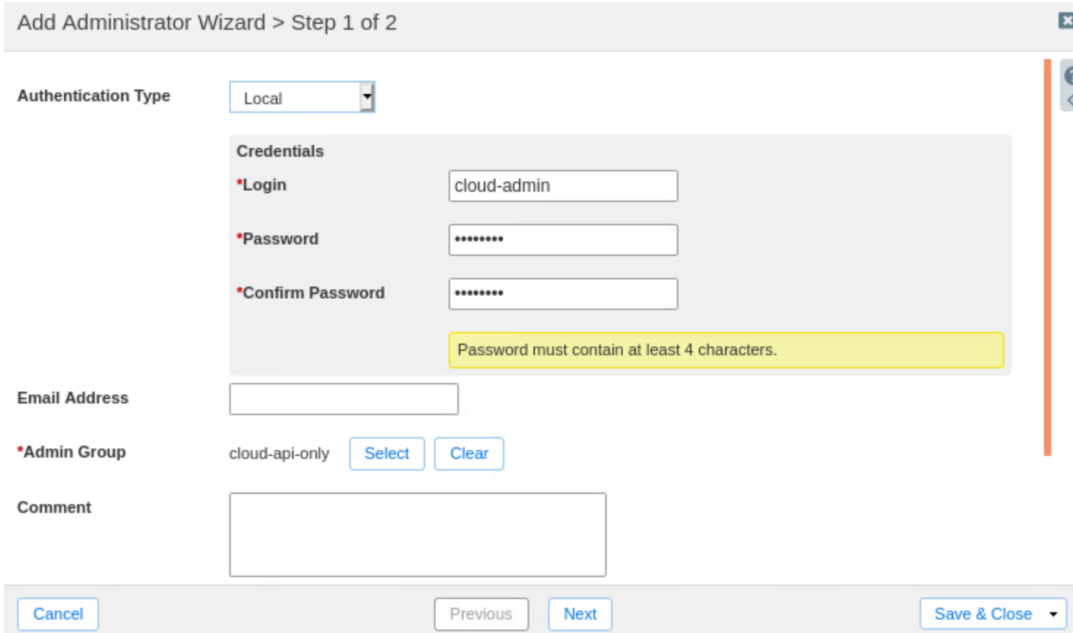 Add Administrator Wizard > Step 1 of 2
Authentication Type Local
Credentials
*Login cloud-admin
*Password ••••••••
*Confirm Password ••••••••
Password must contain at least 4 characters.
Email Address
*Admin Group cloud-api-only Select Clear
Comment
Cancel Previous Next Save & Close